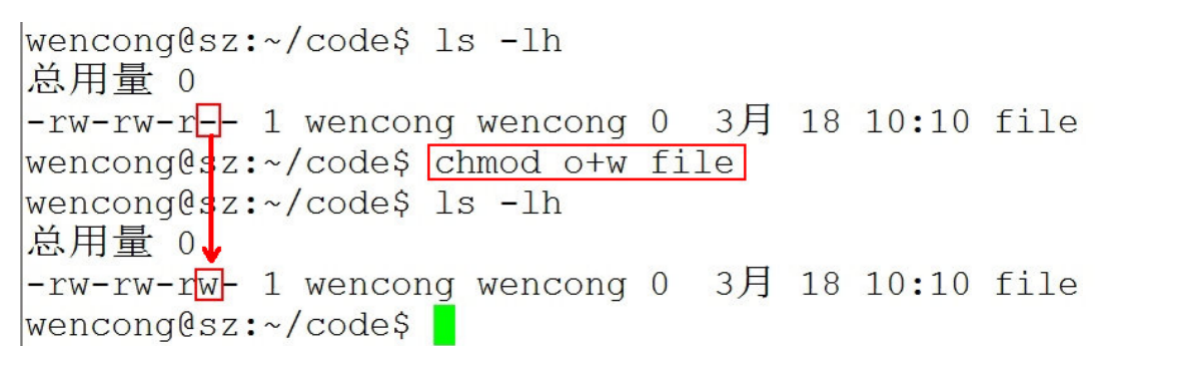 wencong@sz:~/code$ ls -lh
总用量 0
-rw-rw-r-- 1 wencong wencong 0  3月 18 10:10 file
wencong@sz:~/code$ chmod o+w file
wencong@sz:~/code$ ls -lh
总用量 0
-rw-rw-rw- 1 wencong wencong 0  3月 18 10:10 file
wencong@sz:~/code$